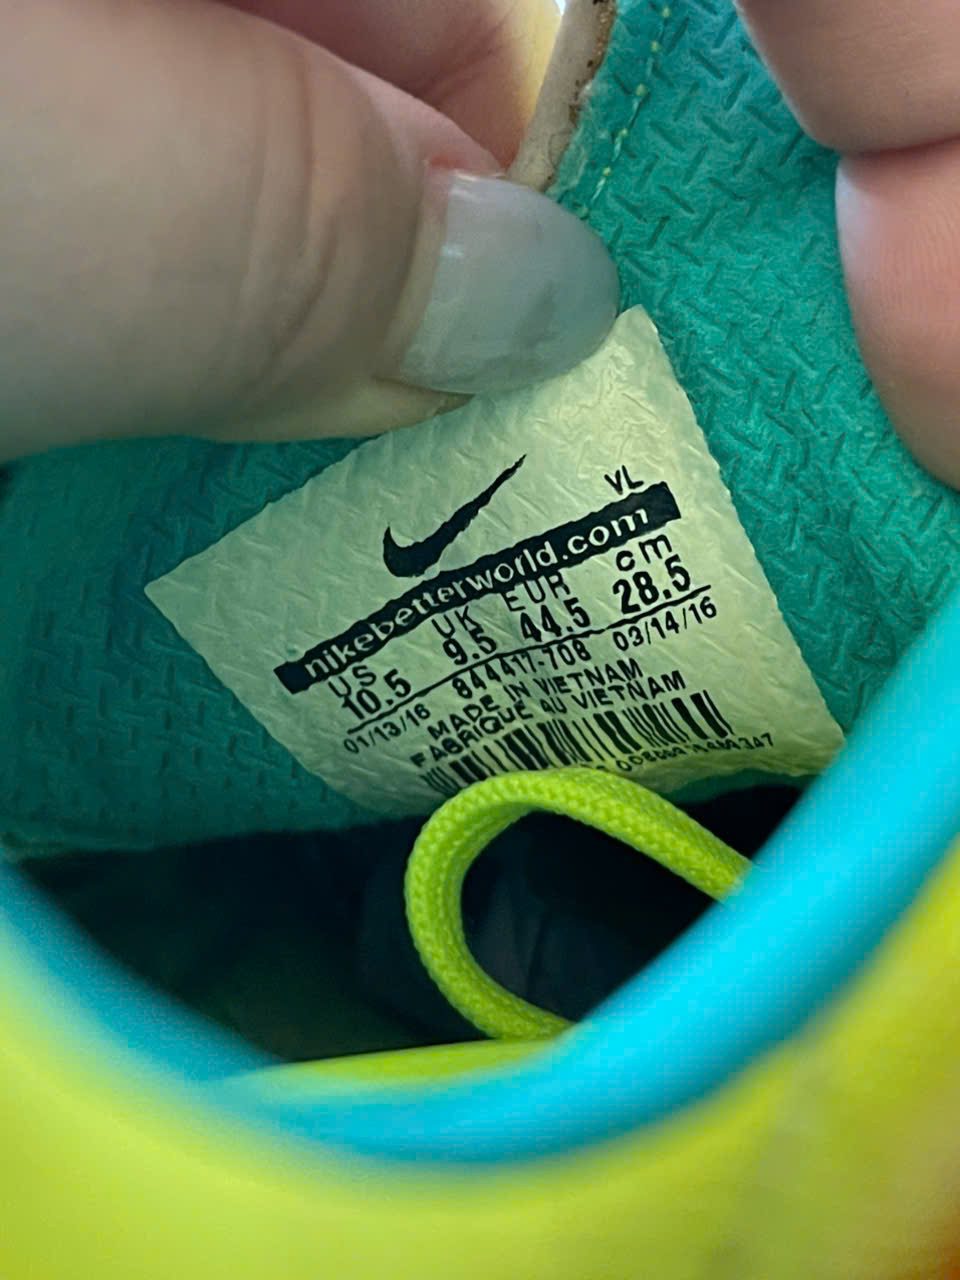 VL
nikebetterworld.com
US UK EUR cm
10.5 9.5 44.5 28.5
01/13/16 844417-708 03/14/16
MADE IN VIETNAM
FABRIQUE AU VIETNAM